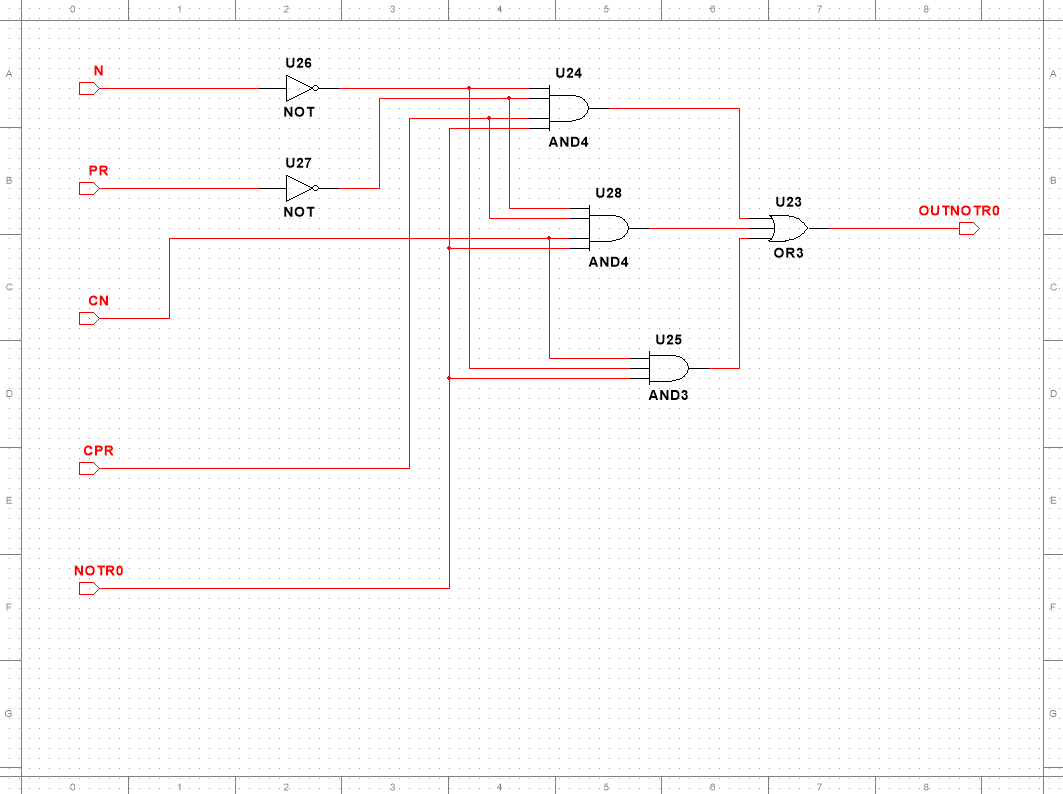 0 1 2 3 4 5 6 7 8
A A
N
U26
NOT
U24
AND4
B B
PR
U27
NOT
U28
AND4
U23
OR3
OUTNOTR0
C C
CN
U25
AND3
D D
CPR
E E
NOTR0
F F
G G
0 1 2 3 4 5 6 7 8